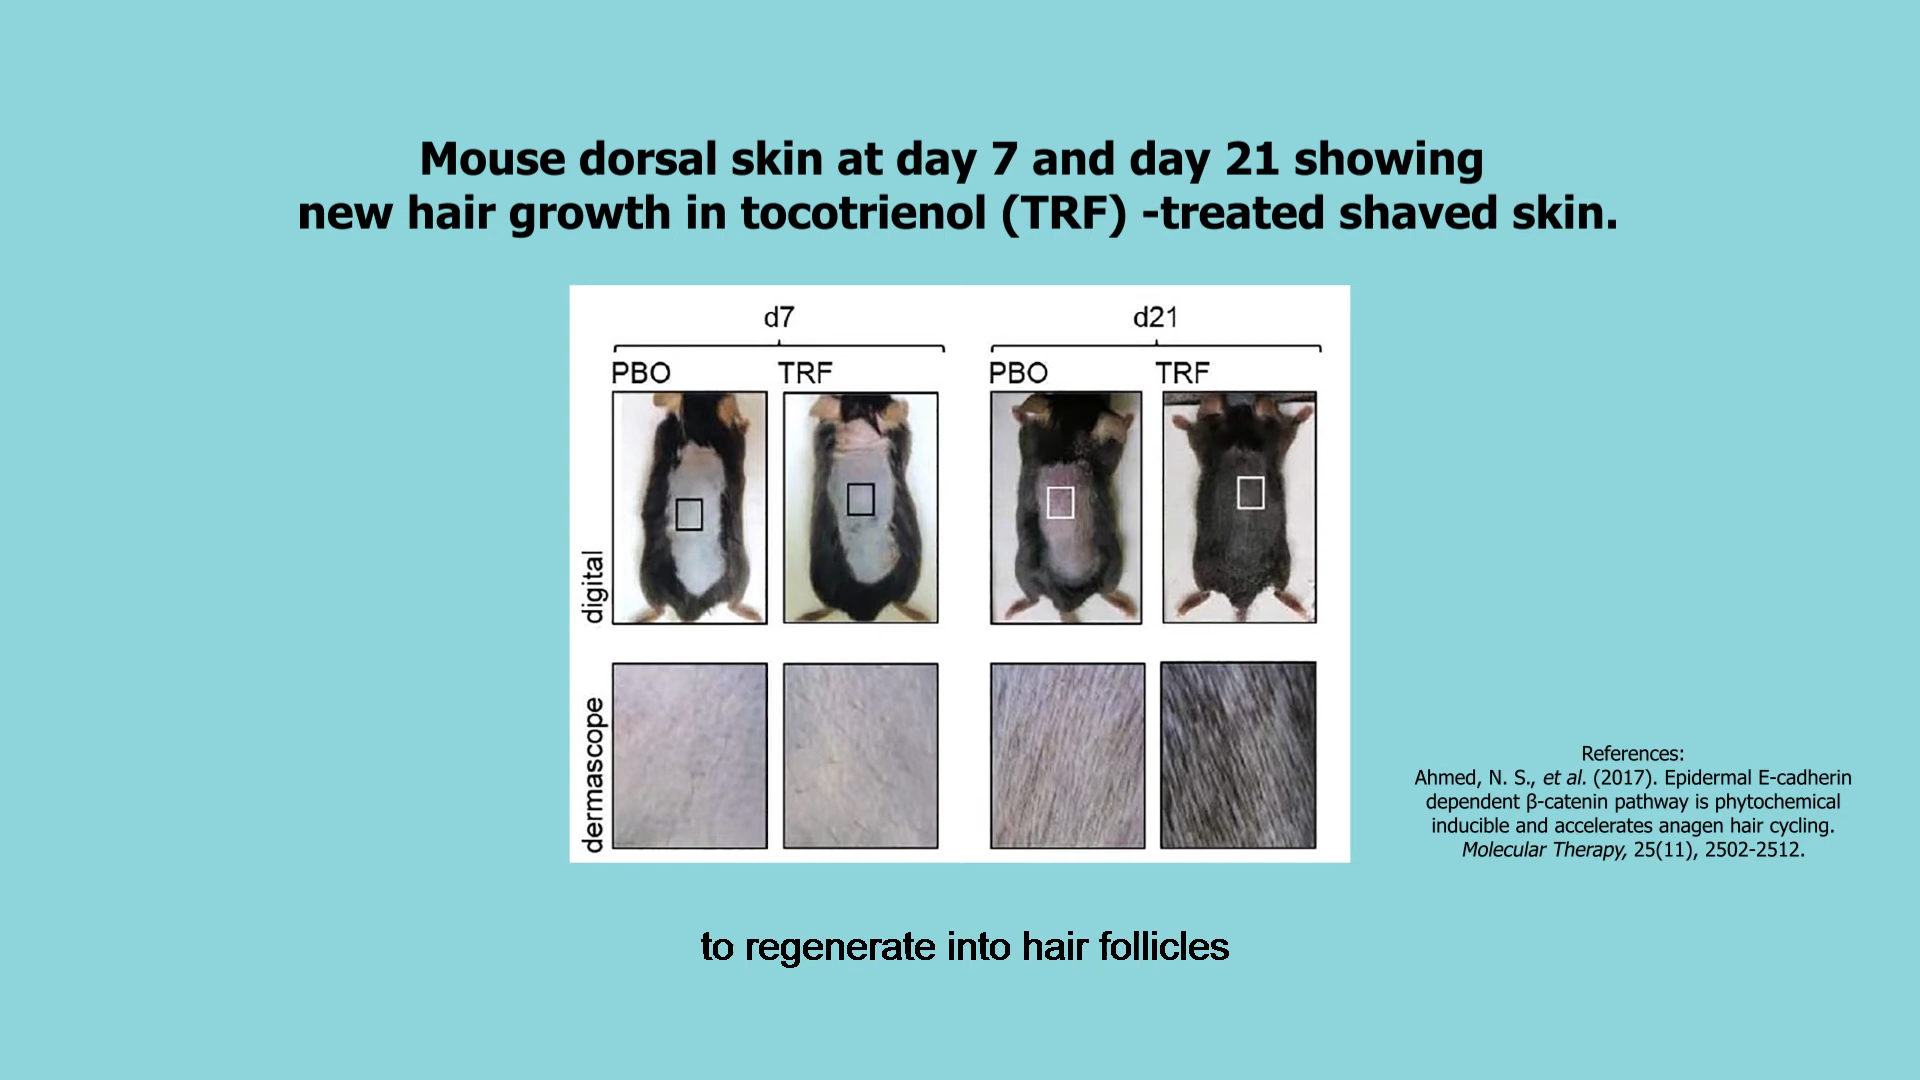 Mouse dorsal skin at day 7 and day 21 showing
new hair growth in tocotrienol (TRF) -treated shaved skin.
d7
d21
PBO
TRF
PBO
TRF
digital
dermascope
References:
Ahmed, N. S., et al. (2017). Epidermal E-cadherin
dependent β-catenin pathway is phytochemical
inducible and accelerates anagen hair cycling.
Molecular Therapy, 25(11), 2502-2512.
to regenerate into hair follicles